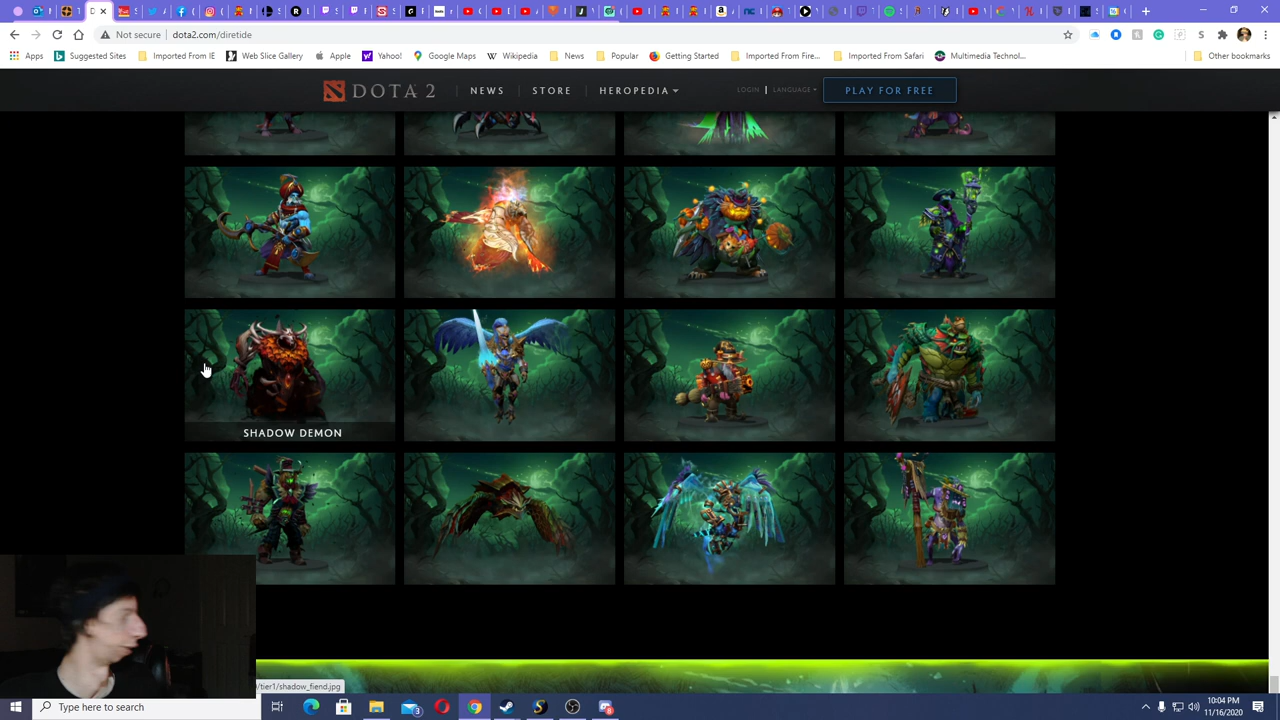 Not secure | dota2.com/diretide
Apps
Suggested Sites
Imported From IE
Web Slice Gallery
Apple
Yahoo!
Google Maps
Wikipedia
News
Popular
Getting Started
Imported From Fire...
Imported From Safari
Multimedia Technol...
Other bookmarks
DOTA 2
NEWS
STORE
HEROPEDIA
LOGIN
LANGUAGE
PLAY FOR FREE
SHADOW DEMON
/tier1/shadow_fiend.jpg
Type here to search
10:04 PM
11/16/2020